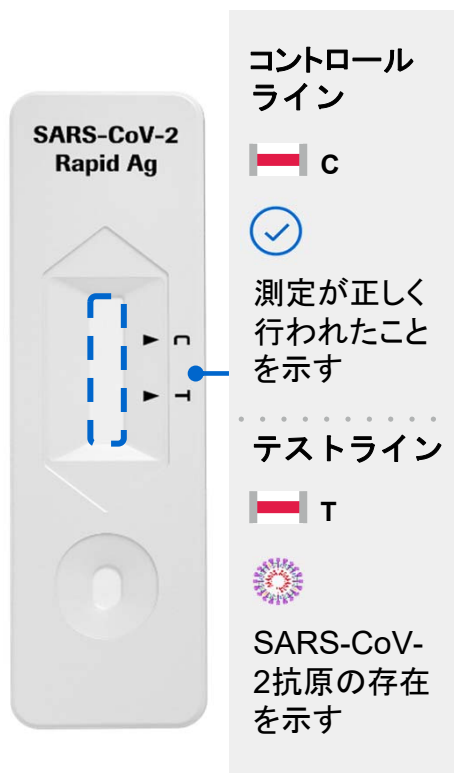 SARS-CoV-2
Rapid Ag
C
T
コントロール
ライン
C
測定が正しく
行われたこと
を示す
テストライン
T
SARS-CoV-
2抗原の存在
を示す